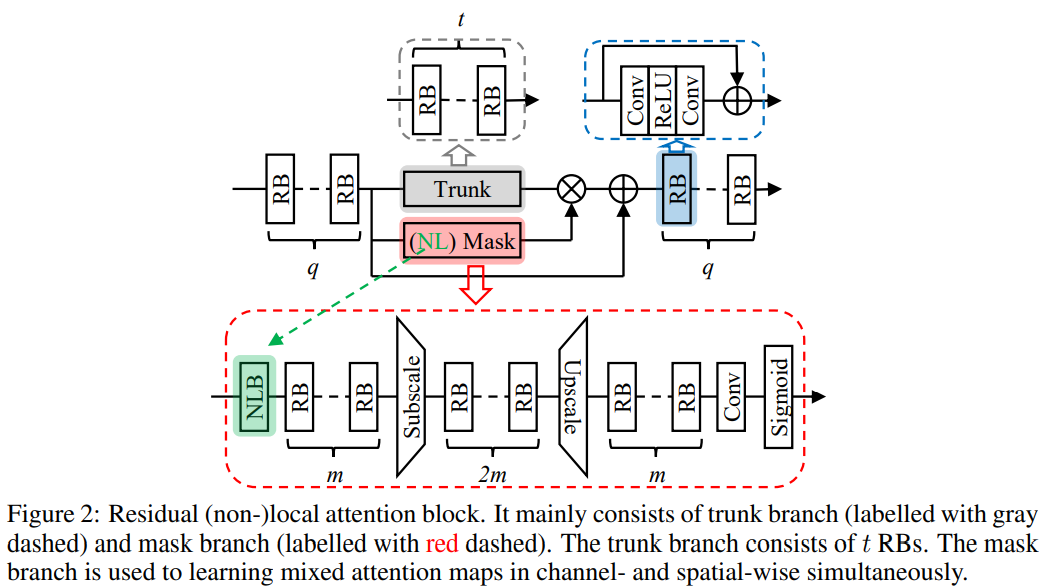 t
RB RB
Conv ReLU Conv
RB RB Trunk RB RB
(NL) Mask
q q
NLB RB RB Subscale RB RB Upscale RB RB Conv Sigmoid
m 2m m
Figure 2: Residual (non-)local attention block. It mainly consists of trunk branch (labelled with gray
dashed) and mask branch (labelled with red dashed). The trunk branch consists of t RBs. The mask
branch is used to learning mixed attention maps in channel- and spatial-wise simultaneously.